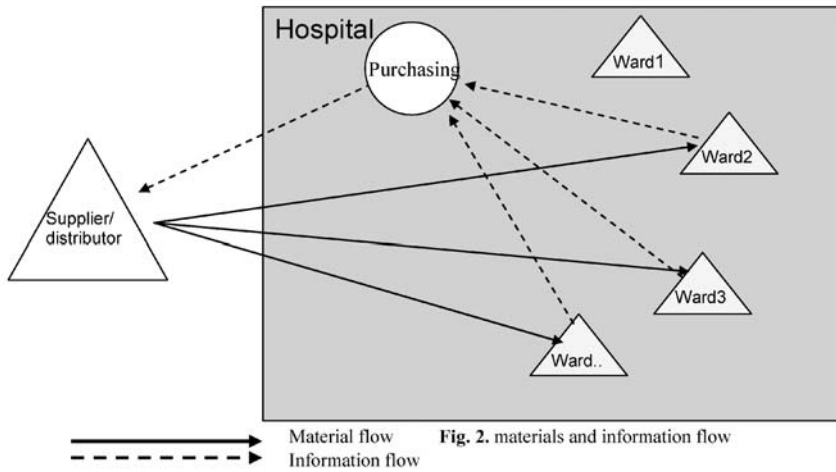 Hospital
Purchasing
Ward1
Ward2
Supplier/
distributor
Ward3
Ward..
Material flow
Fig. 2. materials and information flow
Information flow